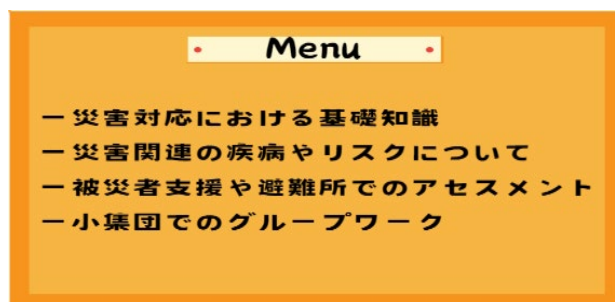 Menu
ー災害対応における基礎知識
ー災害関連の疾病やリスクについて
ー被災者支援や避難所でのアセスメント
ー小集団でのグループワーク